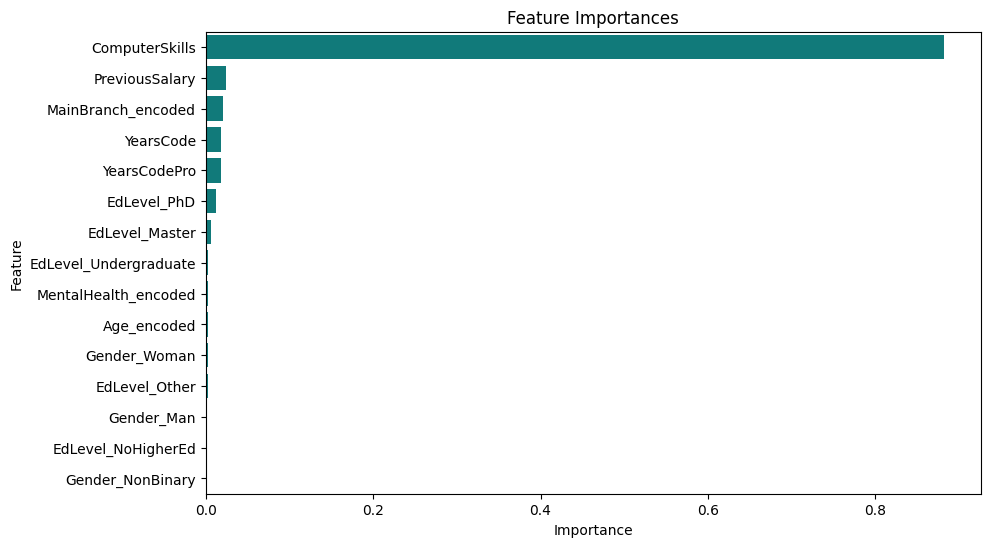 Feature Importances
Feature
ComputerSkills
PreviousSalary
MainBranch_encoded
YearsCode
YearsCodePro
EdLevel_PhD
EdLevel_Master
EdLevel_Undergraduate
MentalHealth_encoded
Age_encoded
Gender_Woman
EdLevel_Other
Gender_Man
EdLevel_NoHigherEd
Gender_NonBinary
0.0 0.2 0.4 0.6 0.8
Importance